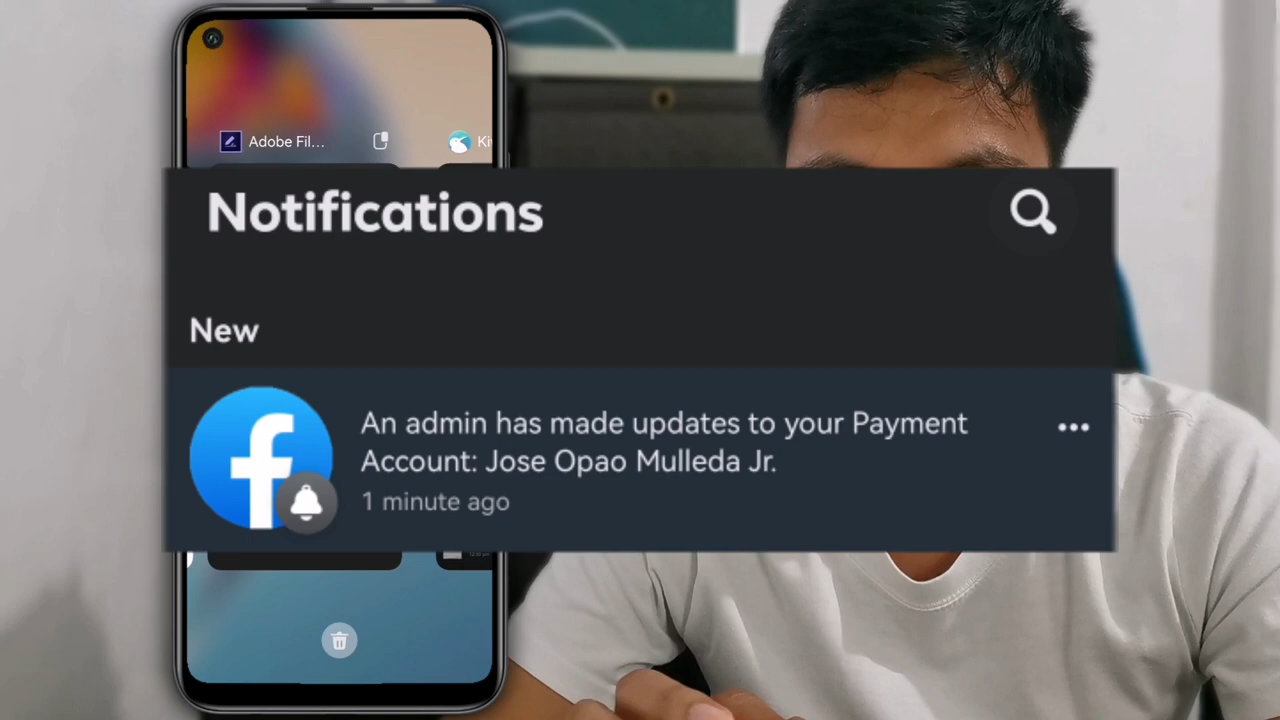 Adobe Fil...
Ki
Notifications
New
An admin has made updates to your Payment
Account: Jose Opao Mulleda Jr.
1 minute ago